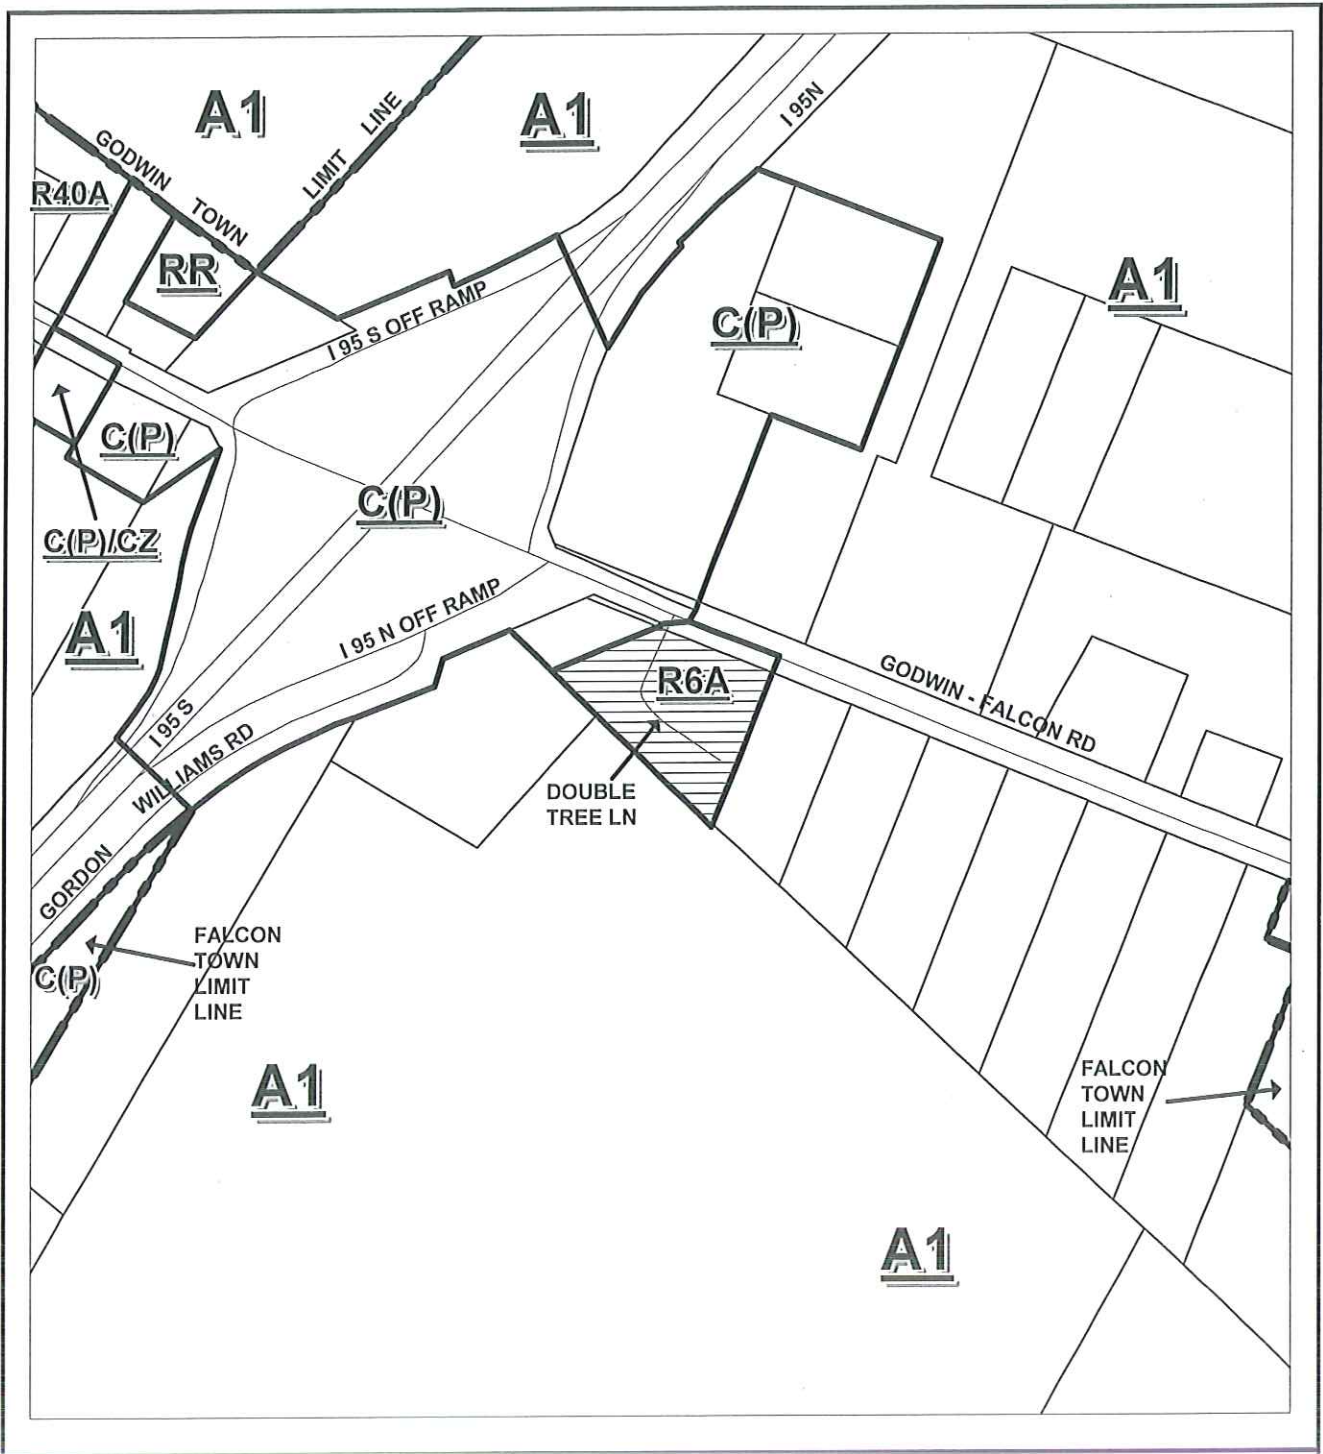 A1
A1
I 95N
GODWIN
TOWN
LIMIT
LINE
R40A
RR
I 95 S OFF RAMP
A1
C(P)
C(P)
C(P)
C(P)/CZ
A1
I 95 N OFF RAMP
R6A
GODWIN - FALCON RD
I 95 S
GORDON
WILLIAMS RD
DOUBLE
TREE LN
FALCON
TOWN
LIMIT
LINE
C(P)
A1
FALCON
TOWN
LIMIT
LINE
A1